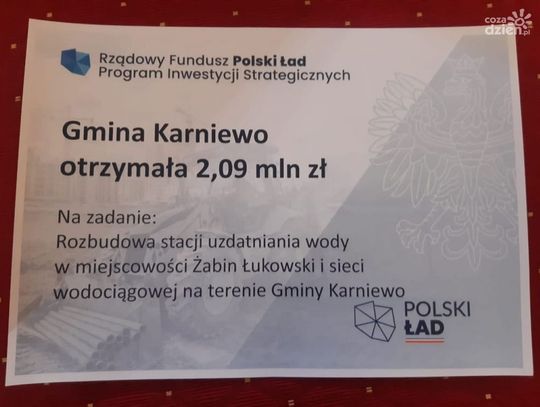 cozadzień.pl
Rządowy Fundusz Polski Ład
Program Inwestycji Strategicznych
Gmina Karniewo
otrzymała 2,09 mln zł
Na zadanie:
Rozbudowa stacji uzdatniania wody
w miejscowości Żabin Łukowski i sieci
wodociągowej na terenie Gminy Karniewo
POLSKI
ŁAD